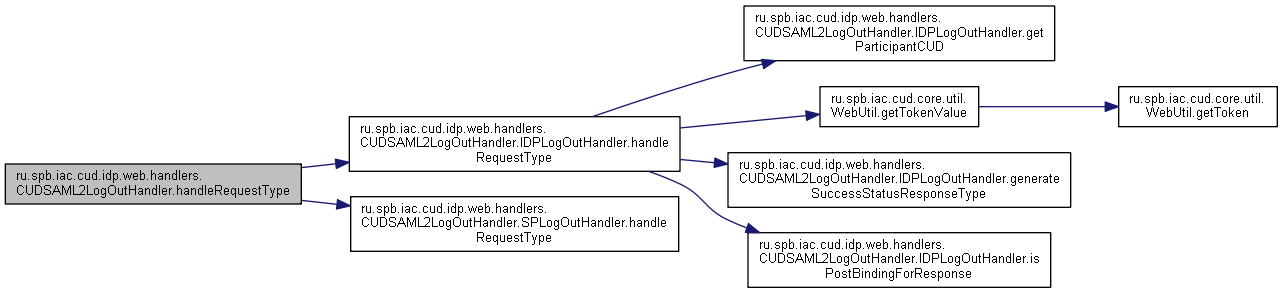 ru.spb.iac.cud.idp.web.handlers.
CUDSAML2LogOutHandler.handleRequestType
ru.spb.iac.cud.idp.web.handlers.
CUDSAML2LogOutHandler.IDPLogOutHandler.handle
RequestType
ru.spb.iac.cud.idp.web.handlers.
CUDSAML2LogOutHandler.SPLogOutHandler.handle
RequestType
ru.spb.iac.cud.idp.web.handlers.
CUDSAML2LogOutHandler.IDPLogOutHandler.get
ParticipantCUD
ru.spb.iac.cud.core.util.
WebUtil.getTokenValue
ru.spb.iac.cud.core.util.
WebUtil.getToken
ru.spb.iac.cud.idp.web.handlers.
CUDSAML2LogOutHandler.IDPLogOutHandler.generate
SuccessStatusResponseType
ru.spb.iac.cud.idp.web.handlers.
CUDSAML2LogOutHandler.IDPLogOutHandler.is
PostBindingForResponse